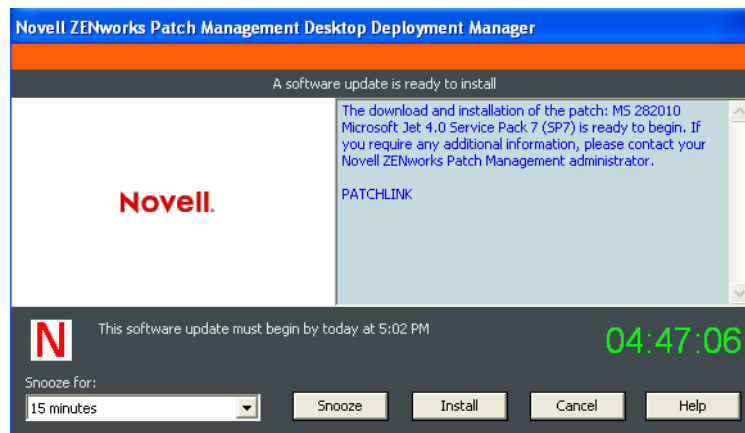 Novell ZENworks Patch Management Desktop Deployment Manager
A software update is ready to install
The download and installation of the patch: MS 282010
Microsoft Jet 4.0 Service Pack 7 (SP7) is ready to begin. If
you require any additional information, please contact your
Novell ZENworks Patch Management administrator.
PATCHLINK
Novell.
N
This software update must begin by today at 5:02 PM
04:47:06
Snooze for:
15 minutes
Snooze
Install
Cancel
Help